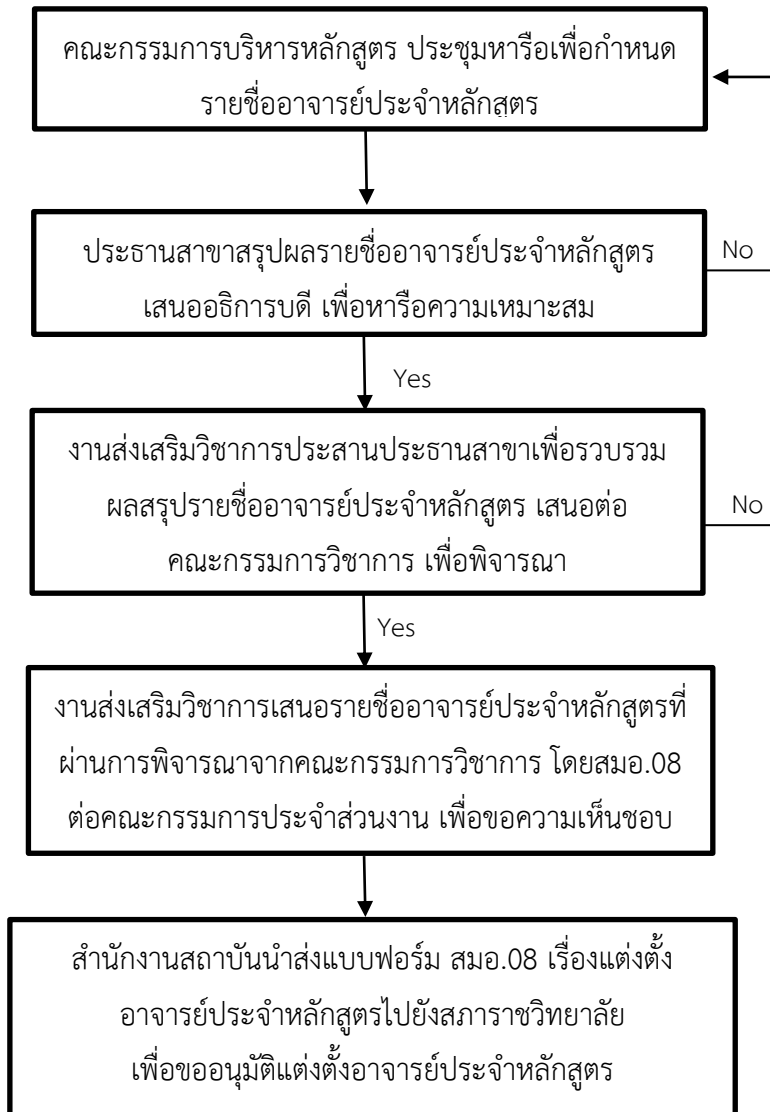 คณะกรรมการบริหารหลักสูตร ประชุมหารือเพื่อกำหนด
รายชื่ออาจารย์ประจำหลักสูตร
ประธานสาขาสรุปผลรายชื่ออาจารย์ประจำหลักสูตร
เสนออธิการบดี เพื่อหารือความเหมาะสม
No
Yes
งานส่งเสริมวิชาการประสานประธานสาขาเพื่อรวบรวม
ผลสรุปรายชื่ออาจารย์ประจำหลักสูตร เสนอต่อ
คณะกรรมการวิชาการ เพื่อพิจารณา
No
Yes
งานส่งเสริมวิชาการเสนอรายชื่ออาจารย์ประจำหลักสูตรที่
ผ่านการพิจารณาจากคณะกรรมการวิชาการ โดยสมอ.08
ต่อคณะกรรมการประจำส่วนงาน เพื่อขอความเห็นชอบ
สำนักงานสถาบันนำส่งแบบฟอร์ม สมอ.08 เรื่องแต่งตั้ง
อาจารย์ประจำหลักสูตรไปยังสภาราชวิทยาลัย
เพื่อขออนุมัติแต่งตั้งอาจารย์ประจำหลักสูตร